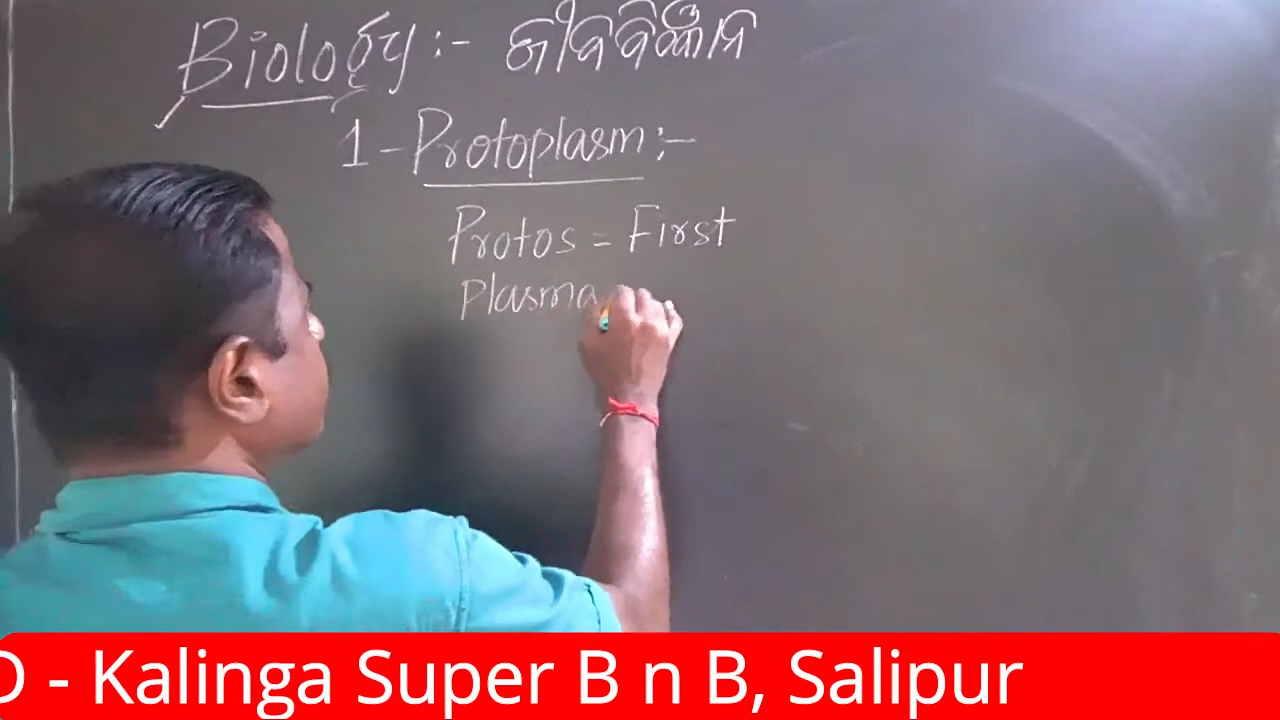 Biology :- ଜୀବବିଜ୍ଞାନ
1 - Protoplasm :-
Protos = First
Plasma
D - Kalinga Super B n B, Salipur